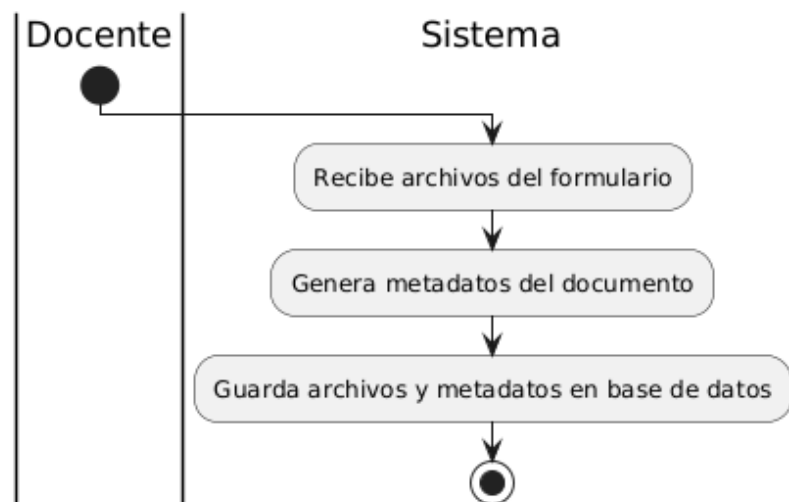 Docente
Sistema
Recibe archivos del formulario
Genera metadatos del documento
Guarda archivos y metadatos en base de datos